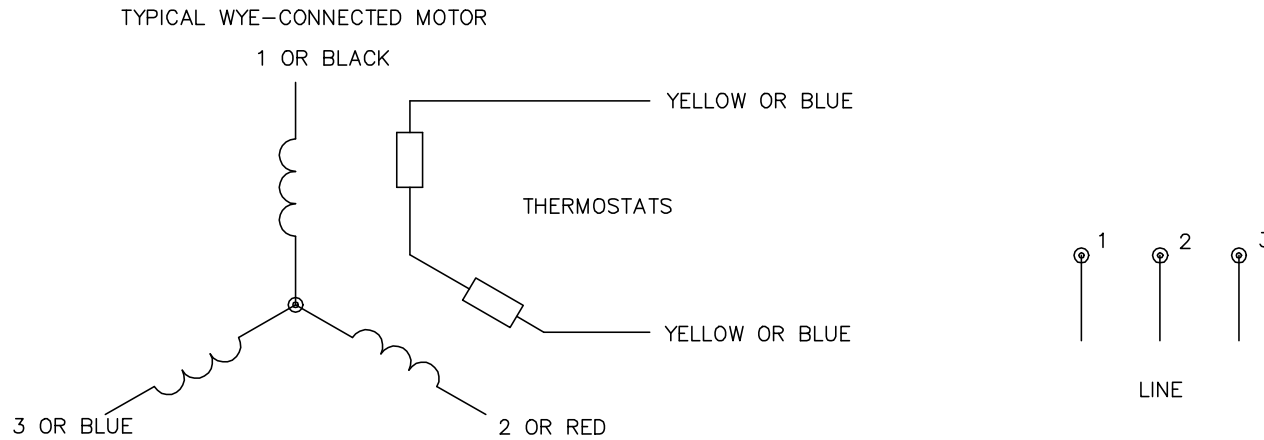 TYPICAL WYE-CONNECTED MOTOR
1 OR BLACK
YELLOW OR BLUE
THERMOSTATS
1 2 3
YELLOW OR BLUE
LINE
3 OR BLUE
2 OR RED